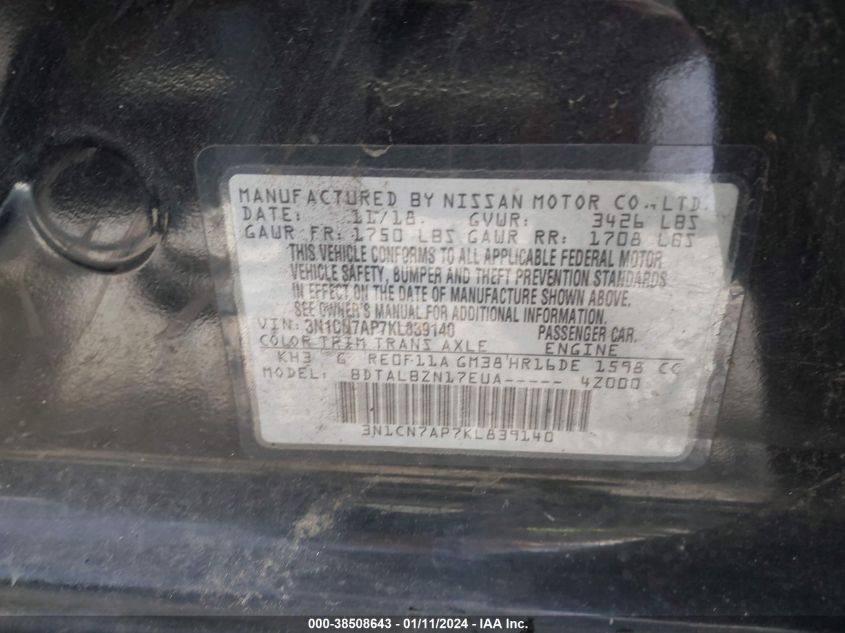 MANUFACTURED BY NISSAN MOTOR CO.,LTD.
DATE: 11/18 GVWR: 3426 LBS
GAWR FR: 1750 LBS GAWR RR: 1708 LBS
THIS VEHICLE CONFORMS TO ALL APPLICABLE FEDERAL MOTOR
VEHICLE SAFETY, BUMPER AND THEFT PREVENTION STANDARDS
IN EFFECT ON THE DATE OF MANUFACTURE SHOWN ABOVE.
SEE OWNER'S MANUAL FOR ADDITIONAL INFORMATION.
VIN: 3N1CN7AP7KL839140 PASSENGER CAR.
COLOR TRIM TRANS AXLE ENGINE
KH3 G RE0F11A GM38 HR16DE 1598 CC
BDTALBZN17EUA----- 4Z000
3N1CN7AP7KL839140
000-38508643 - 01/11/2024 - IAA Inc.